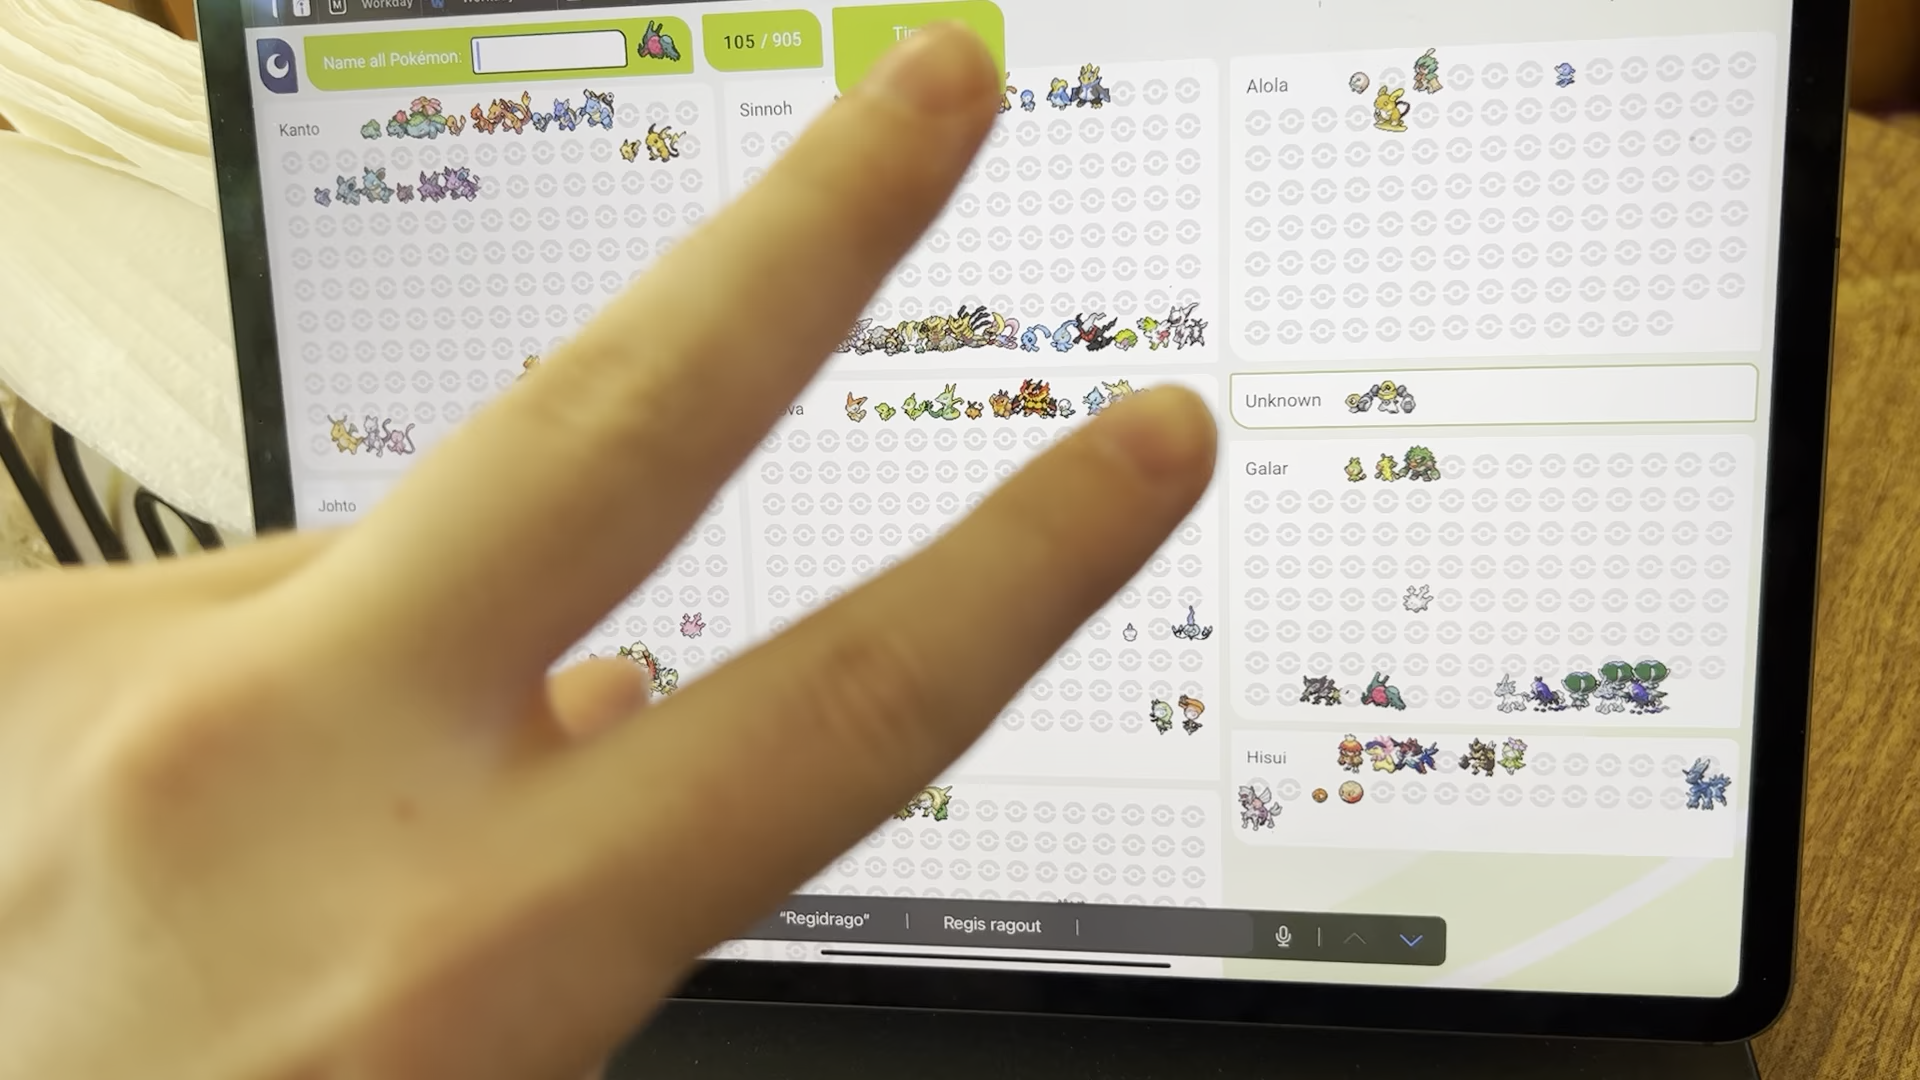 Workday
Name all Pokémon:
105 / 905
Kanto
Sinnoh
Alola
Unknown
Galar
Johto
Hisui
“Regidrago”
Regis ragout